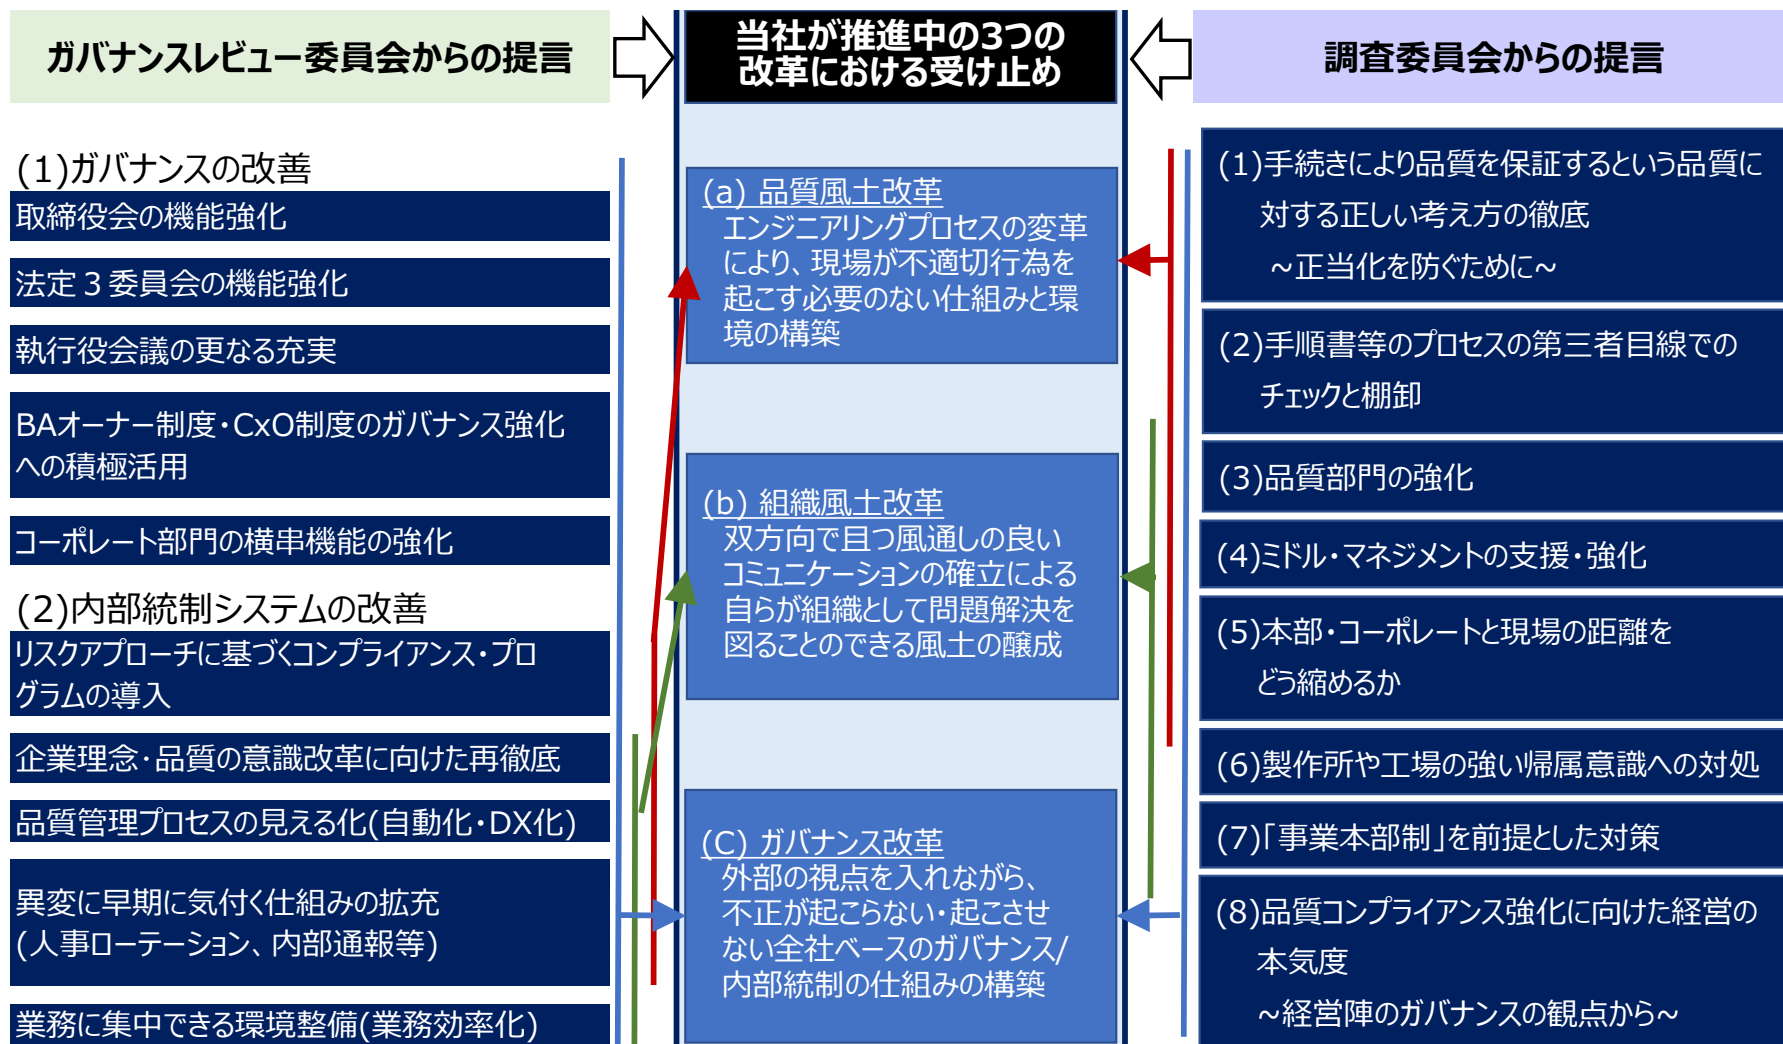 ガバナンスレビュー委員会からの提言
(1)ガバナンスの改善
取締役会の機能強化
法定３委員会の機能強化
執行役会議の更なる充実
BAオーナー制度・CxO制度のガバナンス強化
への積極活用
コーポレート部門の横串機能の強化
(2)内部統制システムの改善
リスクアプローチに基づくコンプライアンス・プロ
グラムの導入
企業理念・品質の意識改革に向けた再徹底
品質管理プロセスの見える化(自動化・DX化)
異変に早期に気付く仕組みの拡充
(人事ローテーション、内部通報等)
業務に集中できる環境整備(業務効率化)
当社が推進中の3つの
改革における受け止め
(a) 品質風土改革
エンジニアリングプロセスの変革
により、現場が不適切行為を
起こす必要のない仕組みと環
境の構築
(b) 組織風土改革
双方向で且つ風通しの良い
コミュニケーションの確立による
自らが組織として問題解決を
図ることのできる風土の醸成
(C) ガバナンス改革
外部の視点を入れながら、
不正が起こらない・起こさせ
ない全社ベースのガバナンス/
内部統制の仕組みの構築
調査委員会からの提言
(1)手続きにより品質を保証するという品質に
対する正しい考え方の徹底
~正当化を防ぐために~
(2)手順書等のプロセスの第三者目線での
チェックと棚卸
(3)品質部門の強化
(4)ミドル・マネジメントの支援・強化
(5)本部・コーポレートと現場の距離を
どう縮めるか
(6)製作所や工場の強い帰属意識への対処
(7)「事業本部制」を前提とした対策
(8)品質コンプライアンス強化に向けた経営の
本気度
~経営陣のガバナンスの観点から~